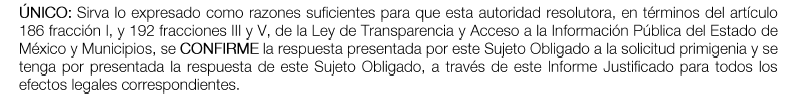 ÚNICO: Sirva lo expresado como razones suficientes para que esta autoridad resolutora, en términos del artículo
186 fracción I, y 192 fracciones III y V, de la Ley de Transparencia y Acceso a la Información Pública del Estado de
México y Municipios, se CONFIRME la respuesta presentada por este Sujeto Obligado a la solicitud primigenia y se
tenga por presentada la respuesta de este Sujeto Obligado, a través de este Informe Justificado para todos los
efectos legales correspondientes.